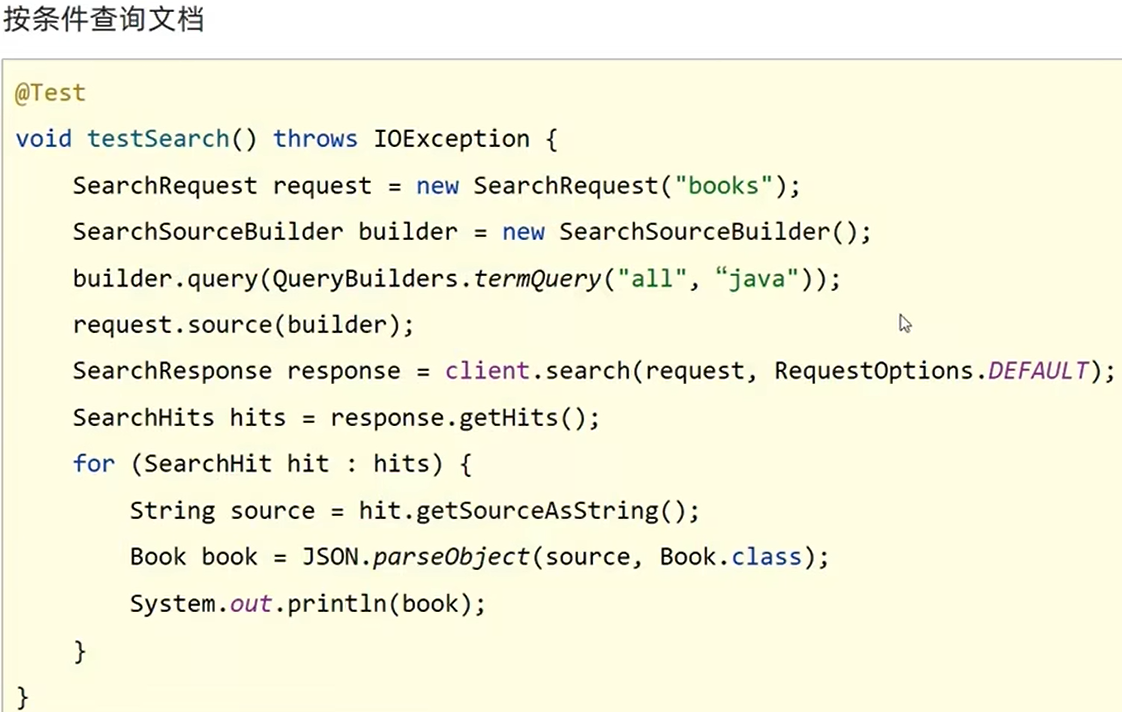 按条件查询文档
@Test
void testSearch() throws IOException {
    SearchRequest request = new SearchRequest("books");
    SearchSourceBuilder builder = new SearchSourceBuilder();
    builder.query(QueryBuilders.termQuery("all", “java"));
    request.source(builder);
    SearchResponse response = client.search(request, RequestOptions.DEFAULT);
    SearchHits hits = response.getHits();
    for (SearchHit hit : hits) {
        String source = hit.getSourceAsString();
        Book book = JSON.parseObject(source, Book.class);
        System.out.println(book);
    }
}